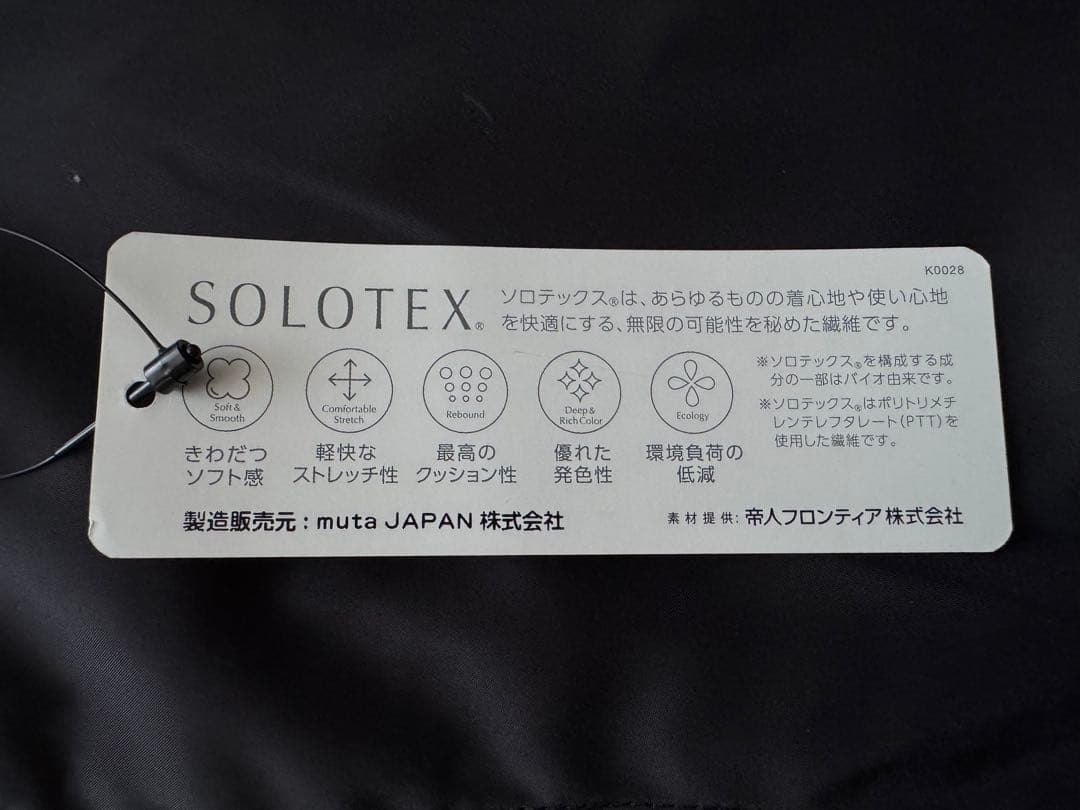 K0028
SOLOTEX®
ソロテックス®は、あらゆるものの着心地や使い心地
を快適にする、無限の可能性を秘めた繊維です。
Soft &
Smooth
きわだつ
ソフト感
Comfortable
Stretch
軽快な
ストレッチ性
Rebound
最高の
クッション性
Deep &
Rich Color
優れた
発色性
Ecology
環境負荷の
低減
※ソロテックス®を構成する成
分の一部はバイオ由来です。
※ソロテックス®はポリトリメチ
レンテレフタレート(PTT)を
使用した繊維です。
製造販売元：muta JAPAN 株式会社
素材提供：帝人フロンティア株式会社